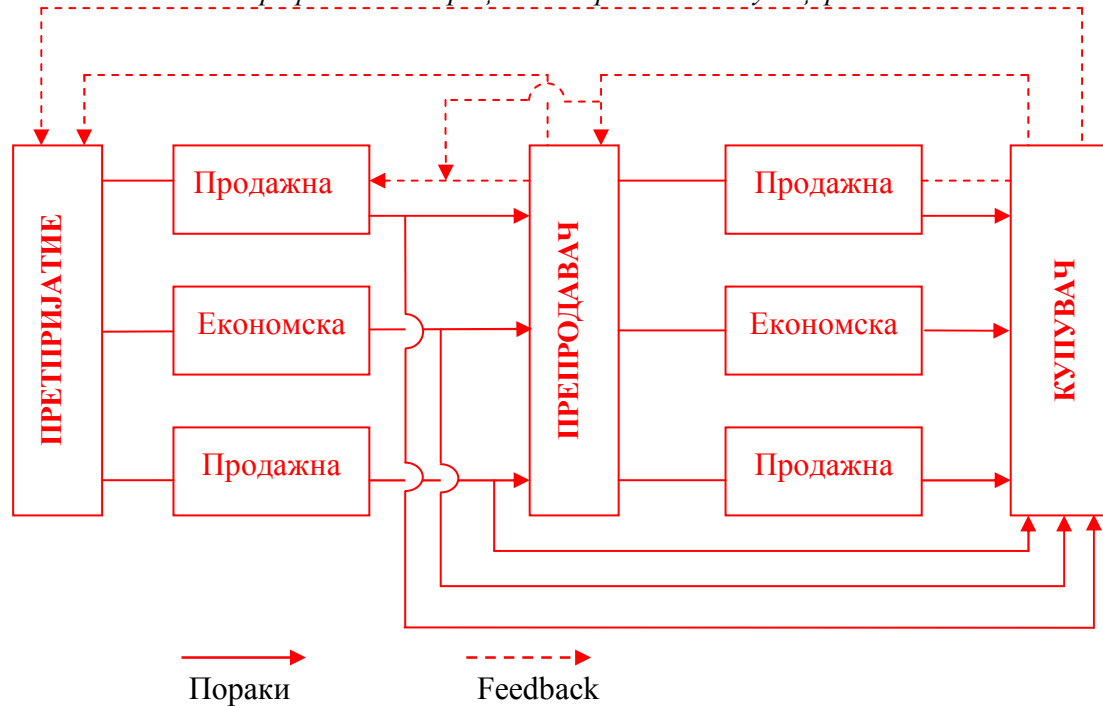 ПРЕТПРИЈАТИЕ
Продажна
Економска
Продажна
ПРЕПРОДАВАЧ
Продажна
Економска
Продажна
КУПУВАЧ
Пораки
Feedback